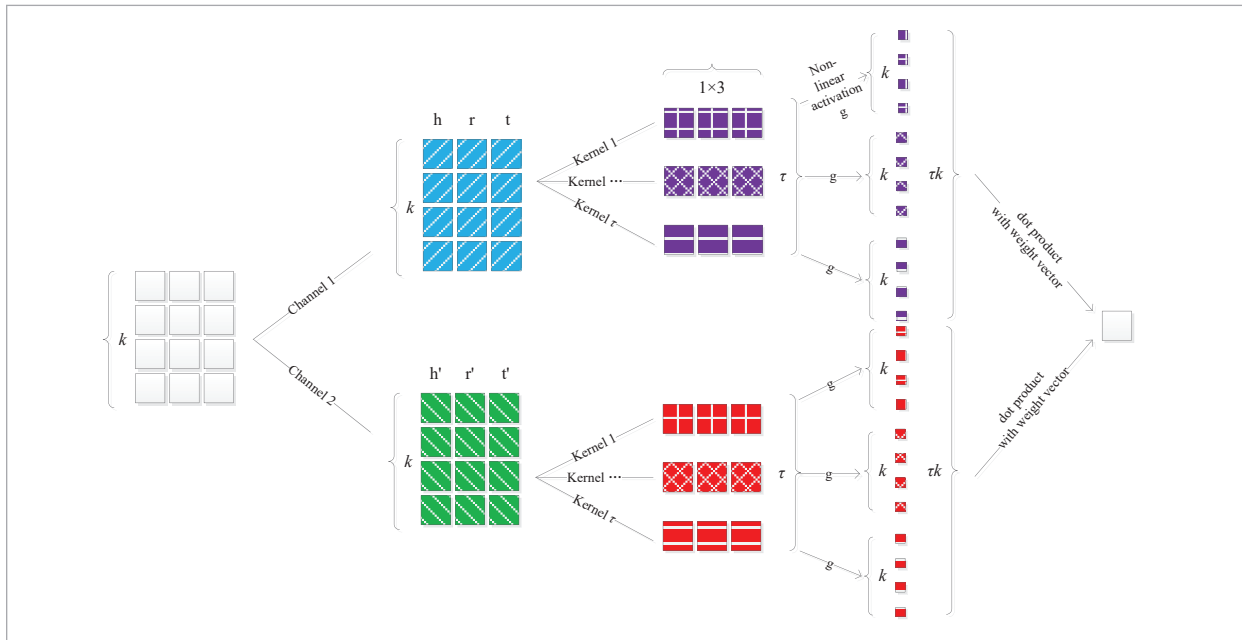 k
Channel 1
Channel 2
h r t
k
Kernel 1
Kernel ···
Kernel τ
1×3
τ
Non-
linear
activation
g
g
g
k
k
k
τk
dot product
with weight vector
h' r' t'
k
Kernel 1
Kernel ···
Kernel τ
τ
g
g
g
k
k
k
τk
dot product
with weight vector